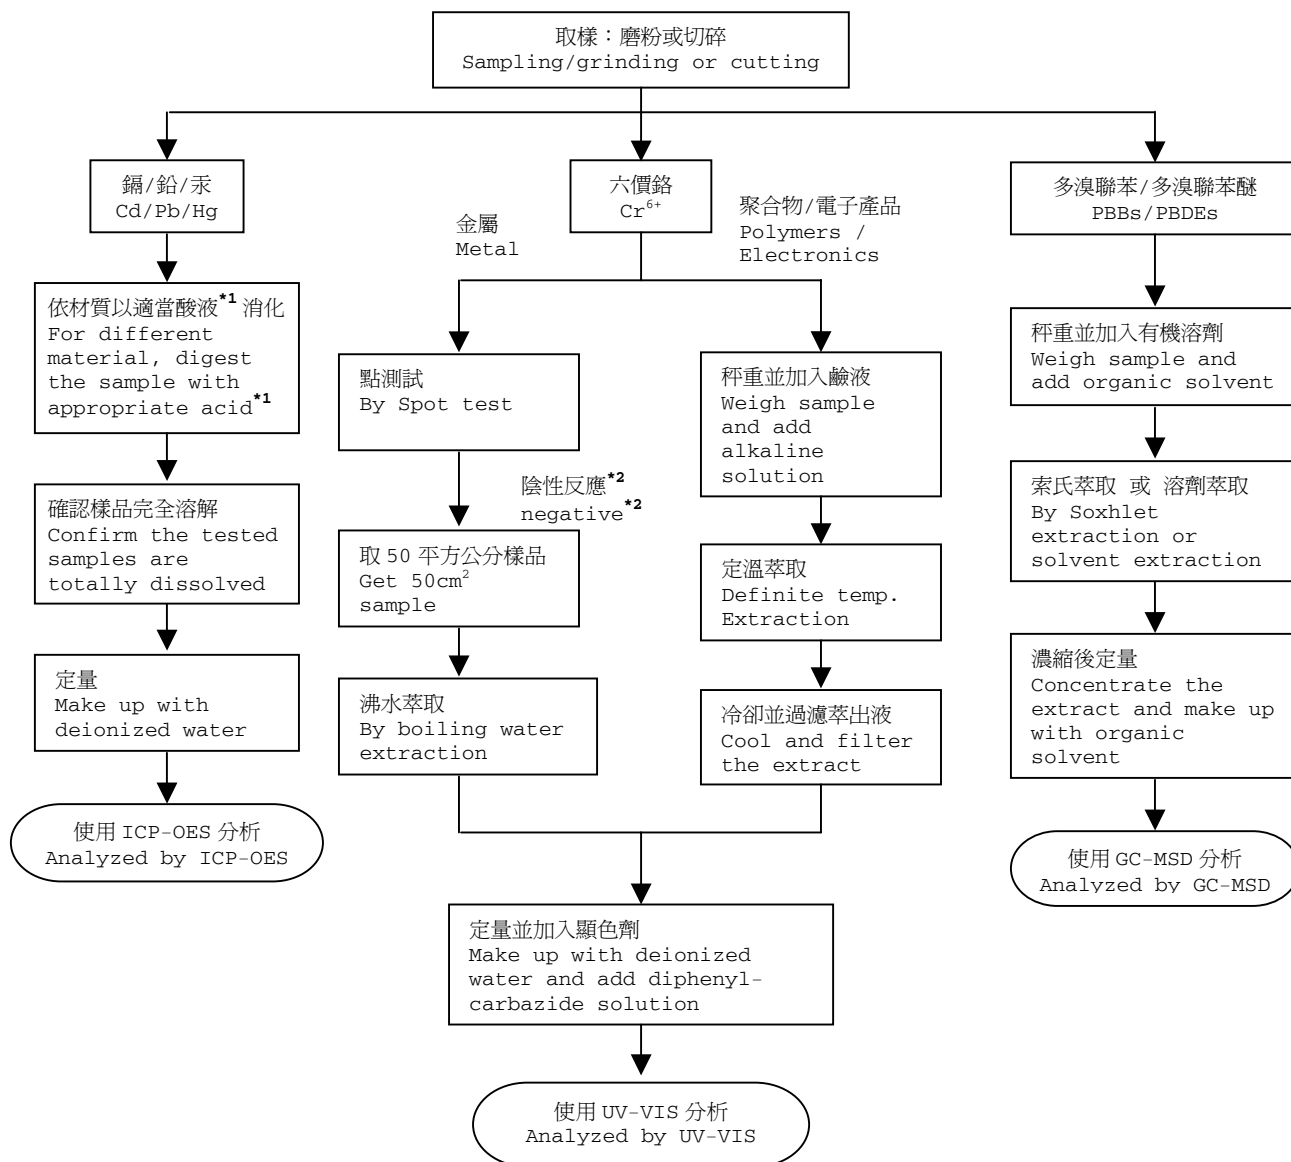 取樣：磨粉或切碎
Sampling/grinding or cutting
鎘/鉛/汞
Cd/Pb/Hg
六價鉻
Cr6+
多溴聯苯/多溴聯苯醚
PBBs/PBDEs
金屬
Metal
聚合物/電子產品
Polymers /
Electronics
依材質以適當酸液*1 消化
For different
material, digest
the sample with
appropriate acid*1
點測試
By Spot test
秤重並加入鹼液
Weigh sample
and add
alkaline
solution
秤重並加入有機溶劑
Weigh sample and
add organic solvent
陰性反應*2
negative*2
確認樣品完全溶解
Confirm the tested
samples are
totally dissolved
取 50 平方公分樣品
Get 50cm2
sample
定溫萃取
Definite temp.
Extraction
索氏萃取 或 溶劑萃取
By Soxhlet
extraction or
solvent extraction
定量
Make up with
deionized water
沸水萃取
By boiling water
extraction
冷卻並過濾萃出液
Cool and filter
the extract
濃縮後定量
Concentrate the
extract and make up
with organic
solvent
使用 ICP-OES 分析
Analyzed by ICP-OES
使用 GC-MSD 分析
Analyzed by GC-MSD
定量並加入顯色劑
Make up with deionized
water and add diphenyl-
carbazide solution
使用 UV-VIS 分析
Analyzed by UV-VIS